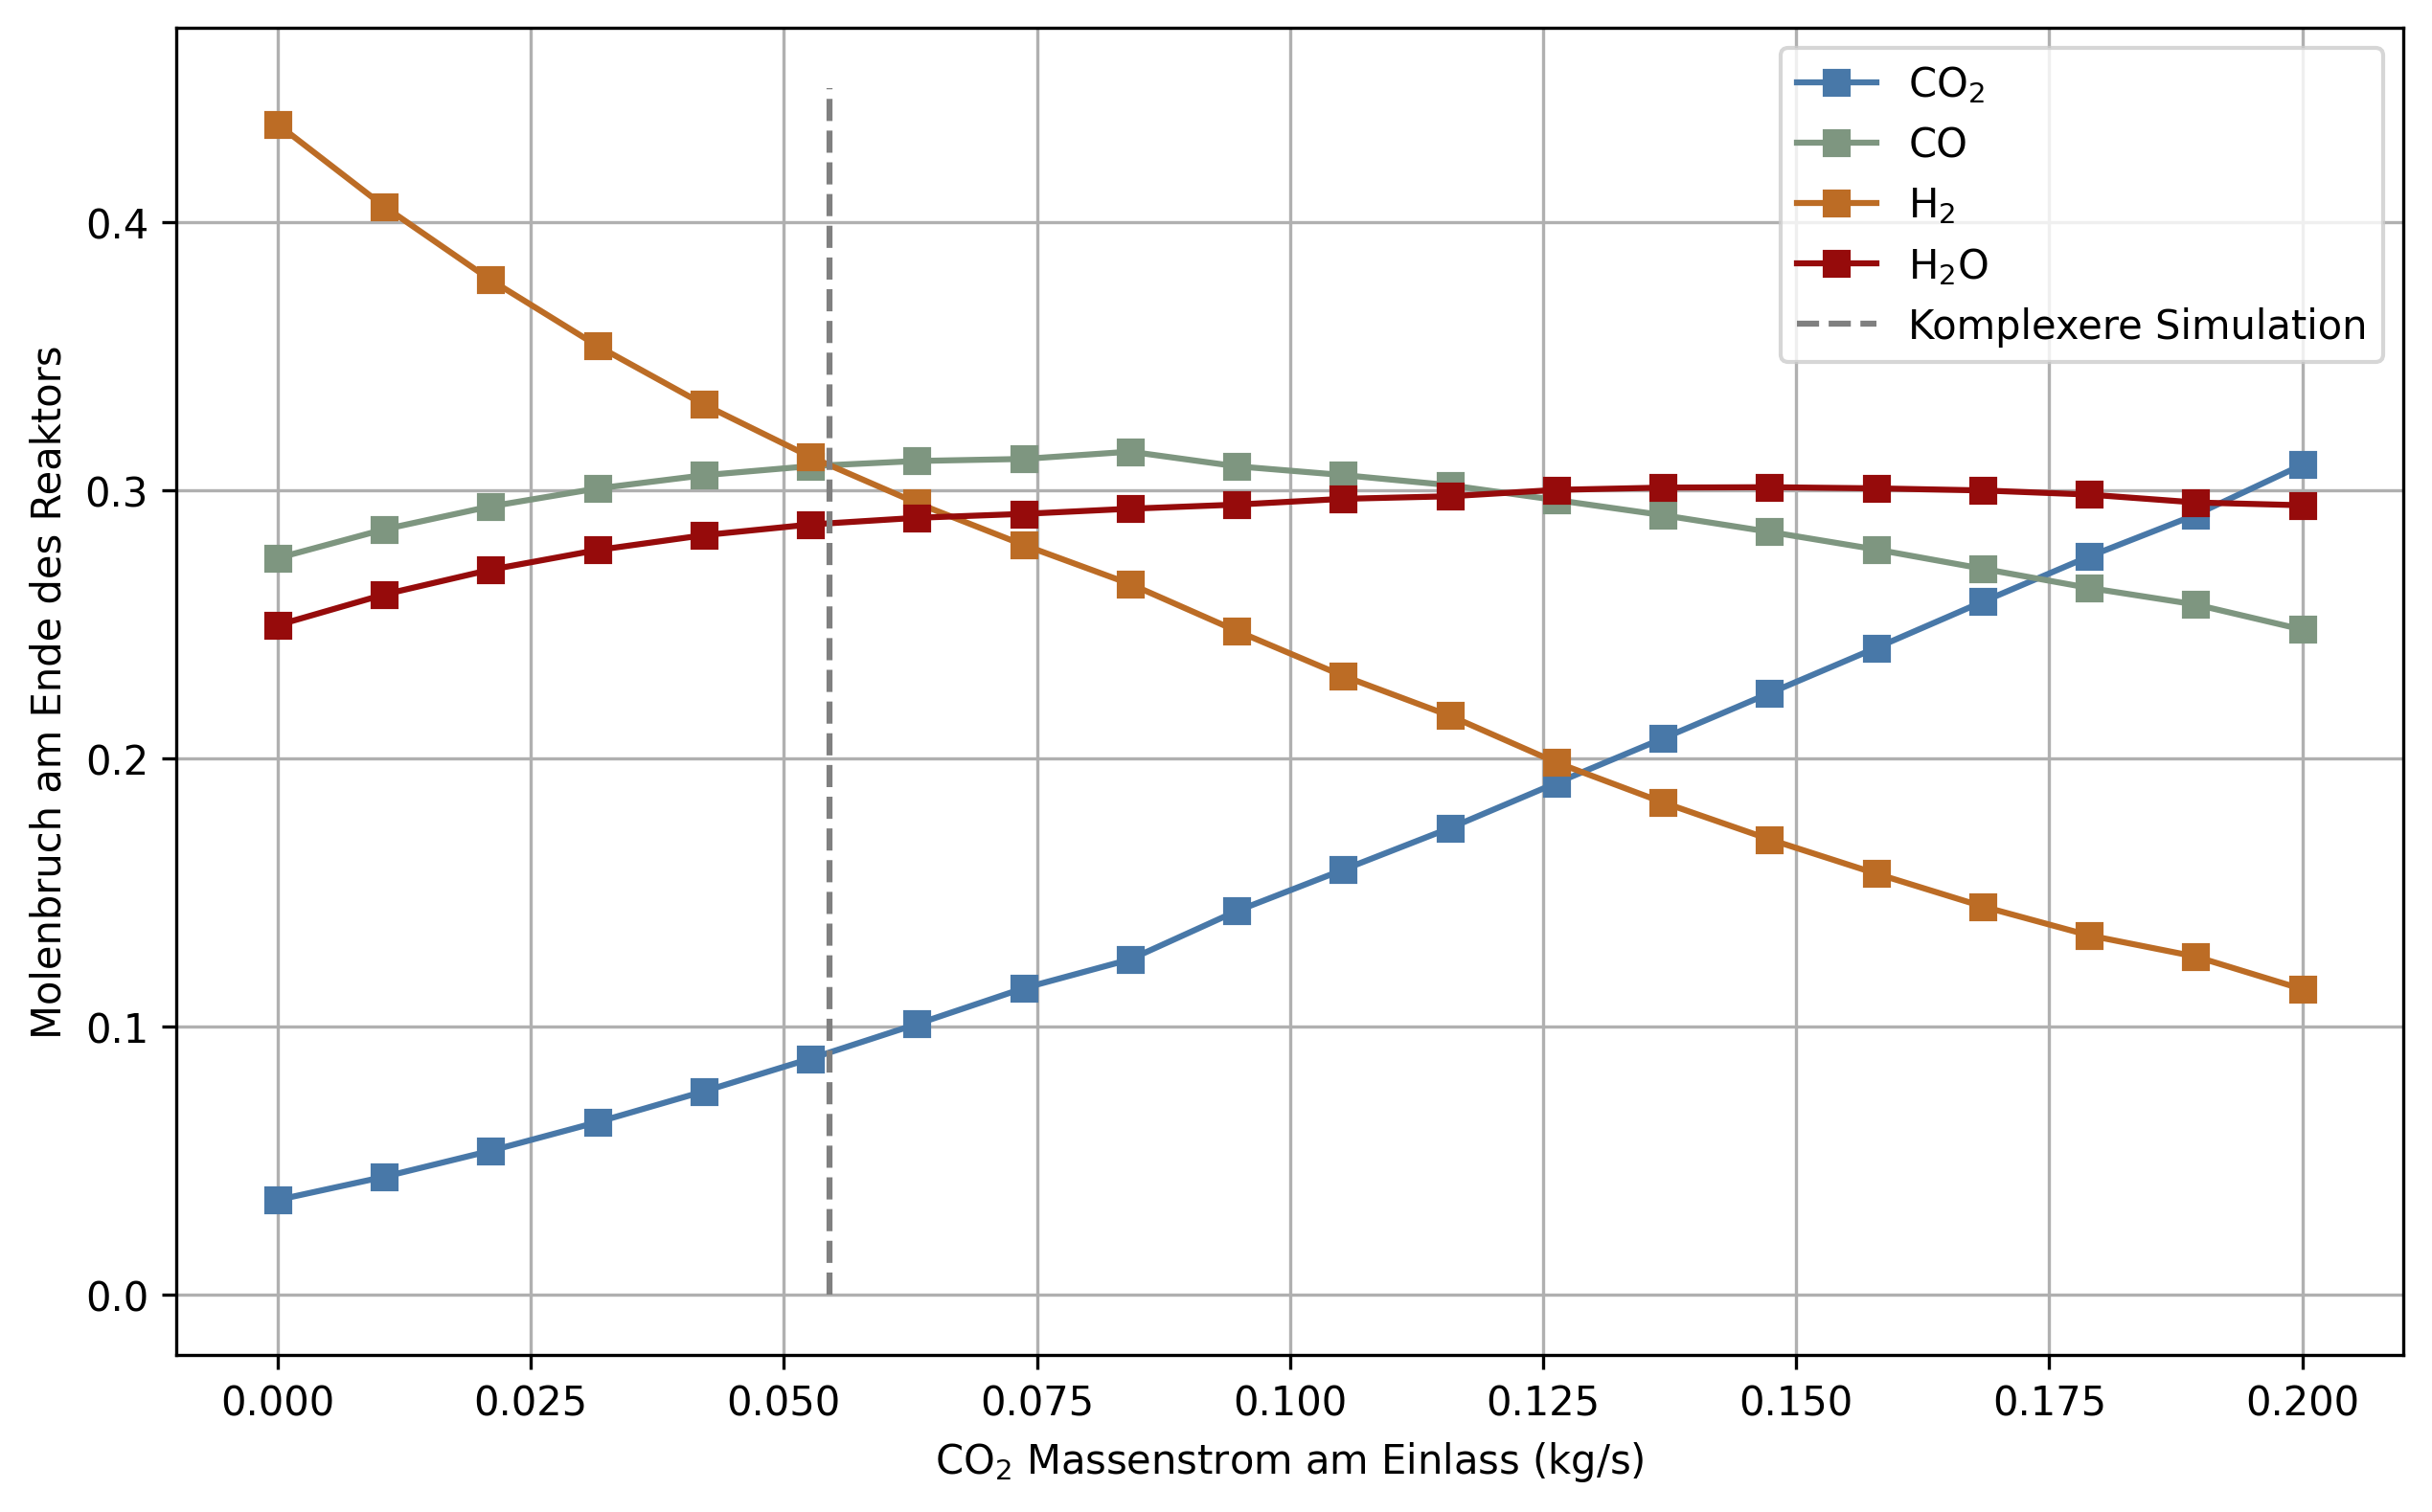 CO₂
CO
H₂
H₂O
Komplexere Simulation
Molenbruch am Ende des Reaktors
0.4
0.3
0.2
0.1
0.0
0.000 0.025 0.050 0.075 0.100 0.125 0.150 0.175 0.200
CO₂ Massenstrom am Einlass (kg/s)